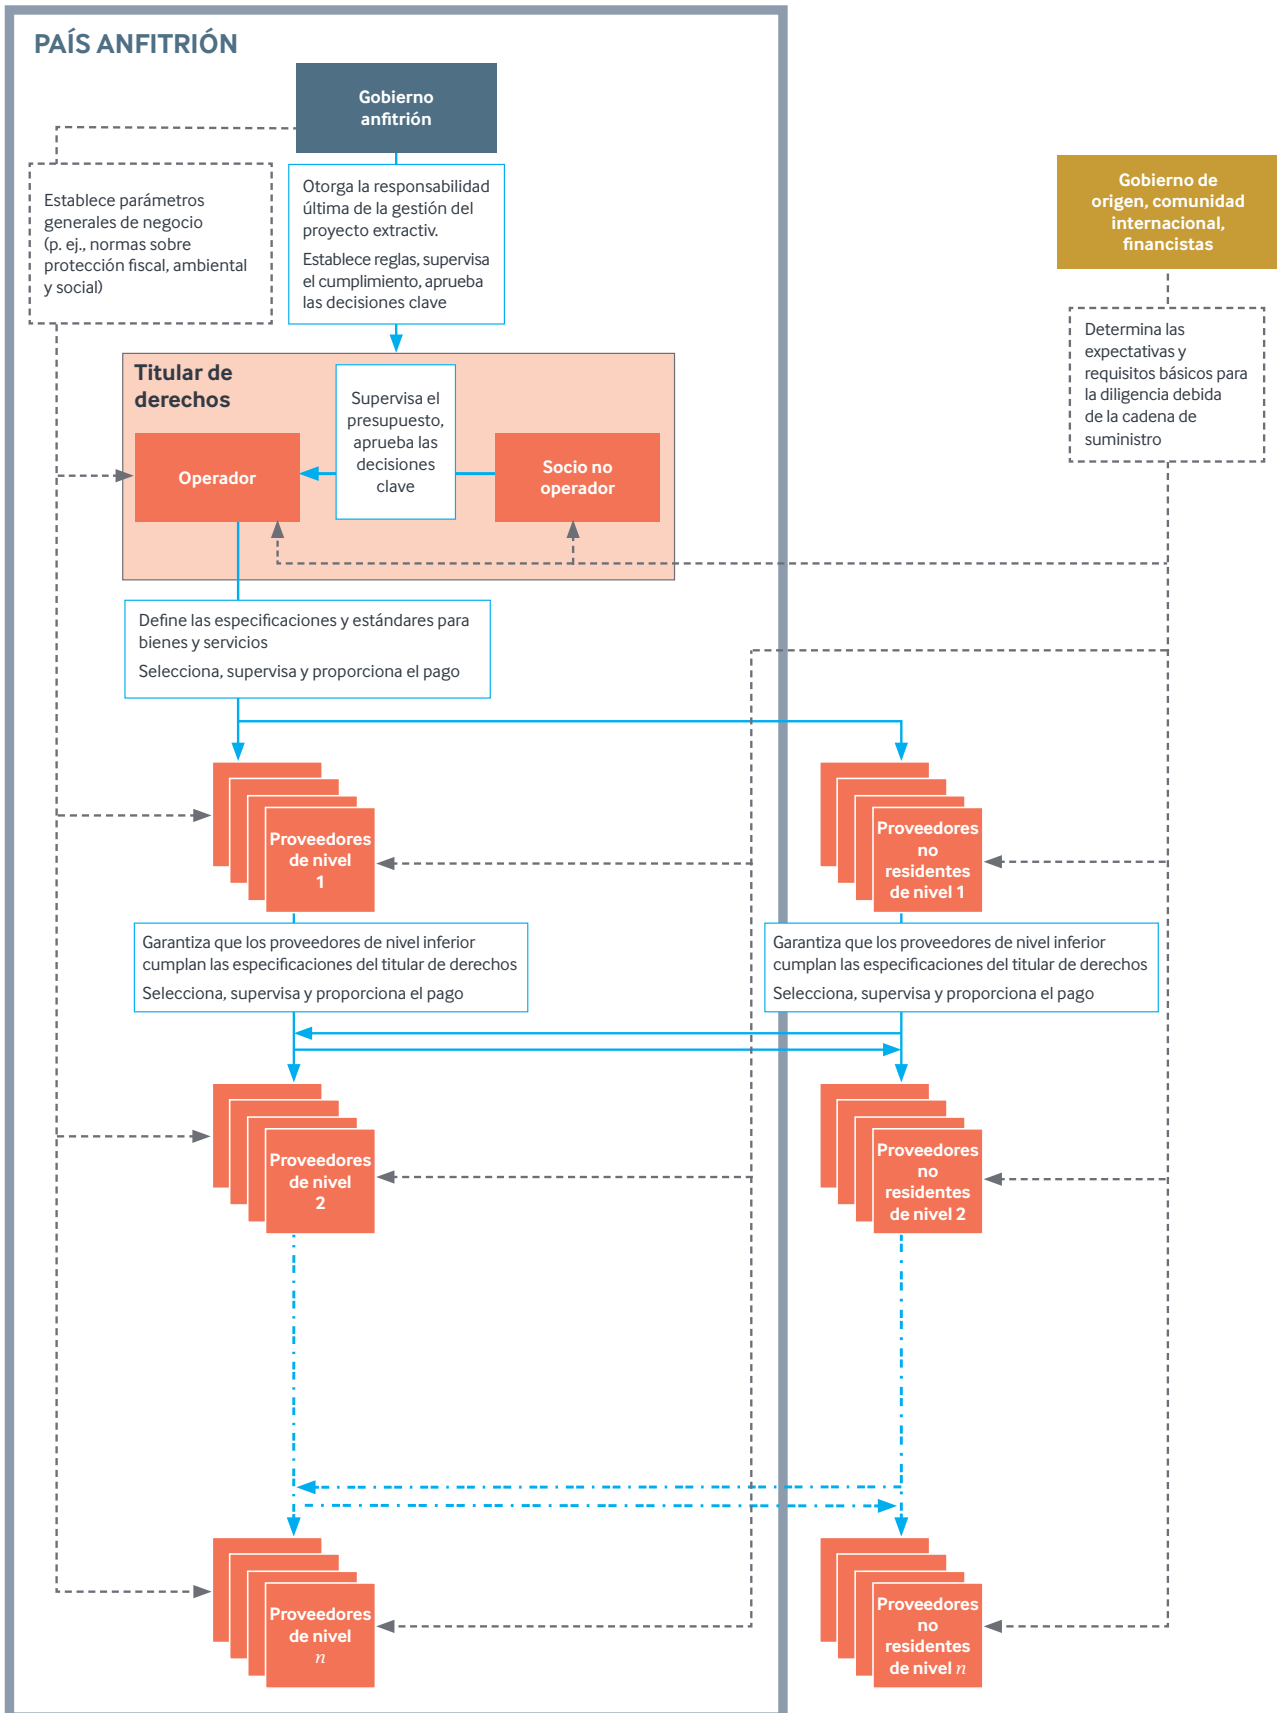 PAÍS ANFITRIÓN
Gobierno
anfitrión
Establece parámetros
generales de negocio
(p. ej., normas sobre
protección fiscal, ambiental
y social)
Otorga la responsabilidad
última de la gestión del
proyecto extractiv.
Establece reglas, supervisa
el cumplimiento, aprueba
las decisiones clave
Gobierno de
origen, comunidad
internacional,
financistas
Determina las
expectativas y
requisitos básicos para
la diligencia debida
de la cadena de
suministro
Titular de
derechos
Supervisa el
presupuesto,
aprueba las
decisiones
clave
Operador
Socio no
operador
Define las especificaciones y estándares para
bienes y servicios
Selecciona, supervisa y proporciona el pago
Proveedores
de nivel
1
Proveedores
no
residentes
de nivel 1
Garantiza que los proveedores de nivel inferior
cumplan las especificaciones del titular de derechos
Selecciona, supervisa y proporciona el pago
Garantiza que los proveedores de nivel inferior
cumplan las especificaciones del titular de derechos
Selecciona, supervisa y proporciona el pago
Proveedores
de nivel
2
Proveedores
no
residentes
de nivel 2
Proveedores
de nivel
n
Proveedores
no
residentes
de nivel n